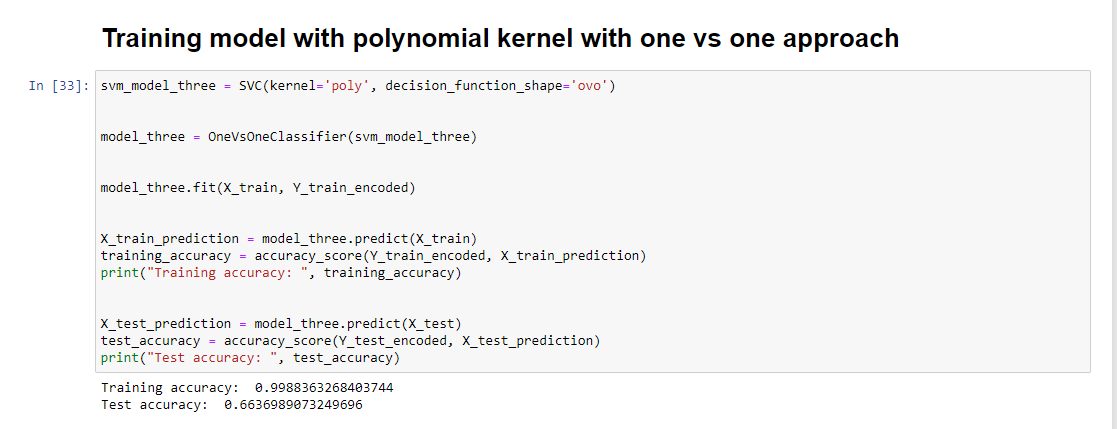 Training model with polynomial kernel with one vs one approach
In [33]: svm_model_three = SVC(kernel='poly', decision_function_shape='ovo')
model_three = OneVsOneClassifier(svm_model_three)
model_three.fit(X_train, Y_train_encoded)
X_train_prediction = model_three.predict(X_train)
training_accuracy = accuracy_score(Y_train_encoded, X_train_prediction)
print("Training accuracy: ", training_accuracy)
X_test_prediction = model_three.predict(X_test)
test_accuracy = accuracy_score(Y_test_encoded, X_test_prediction)
print("Test accuracy: ", test_accuracy)
Training accuracy:  0.9988363268403744
Test accuracy:  0.6636989073249696